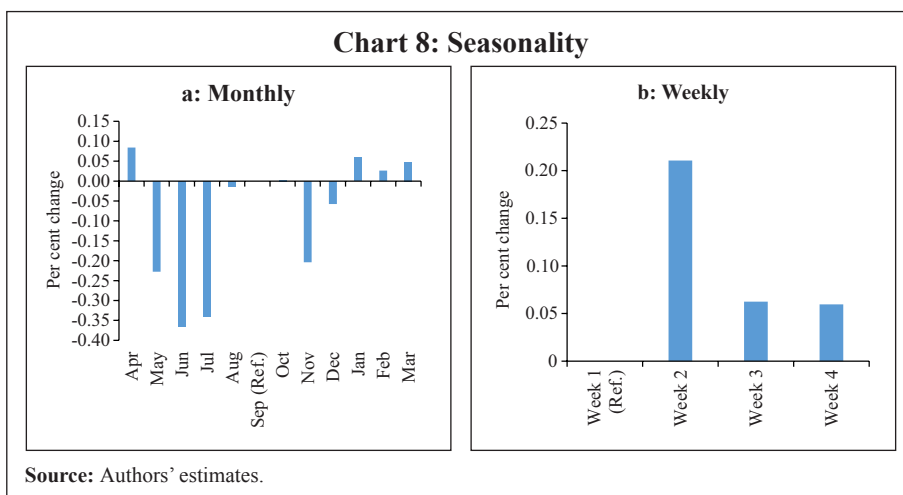 Chart 8: Seasonality
a: Monthly
Per cent change
0.15
0.10
0.05
0.00
-0.05
-0.10
-0.15
-0.20
-0.25
-0.30
-0.35
-0.40
Apr
May
Jun
Jul
Aug
Sep (Ref.)
Oct
Nov
Dec
Jan
Feb
Mar
b: Weekly
Per cent change
0.25
0.20
0.15
0.10
0.05
0
Week 1
(Ref.)
Week 2
Week 3
Week 4
Source: Authors’ estimates.